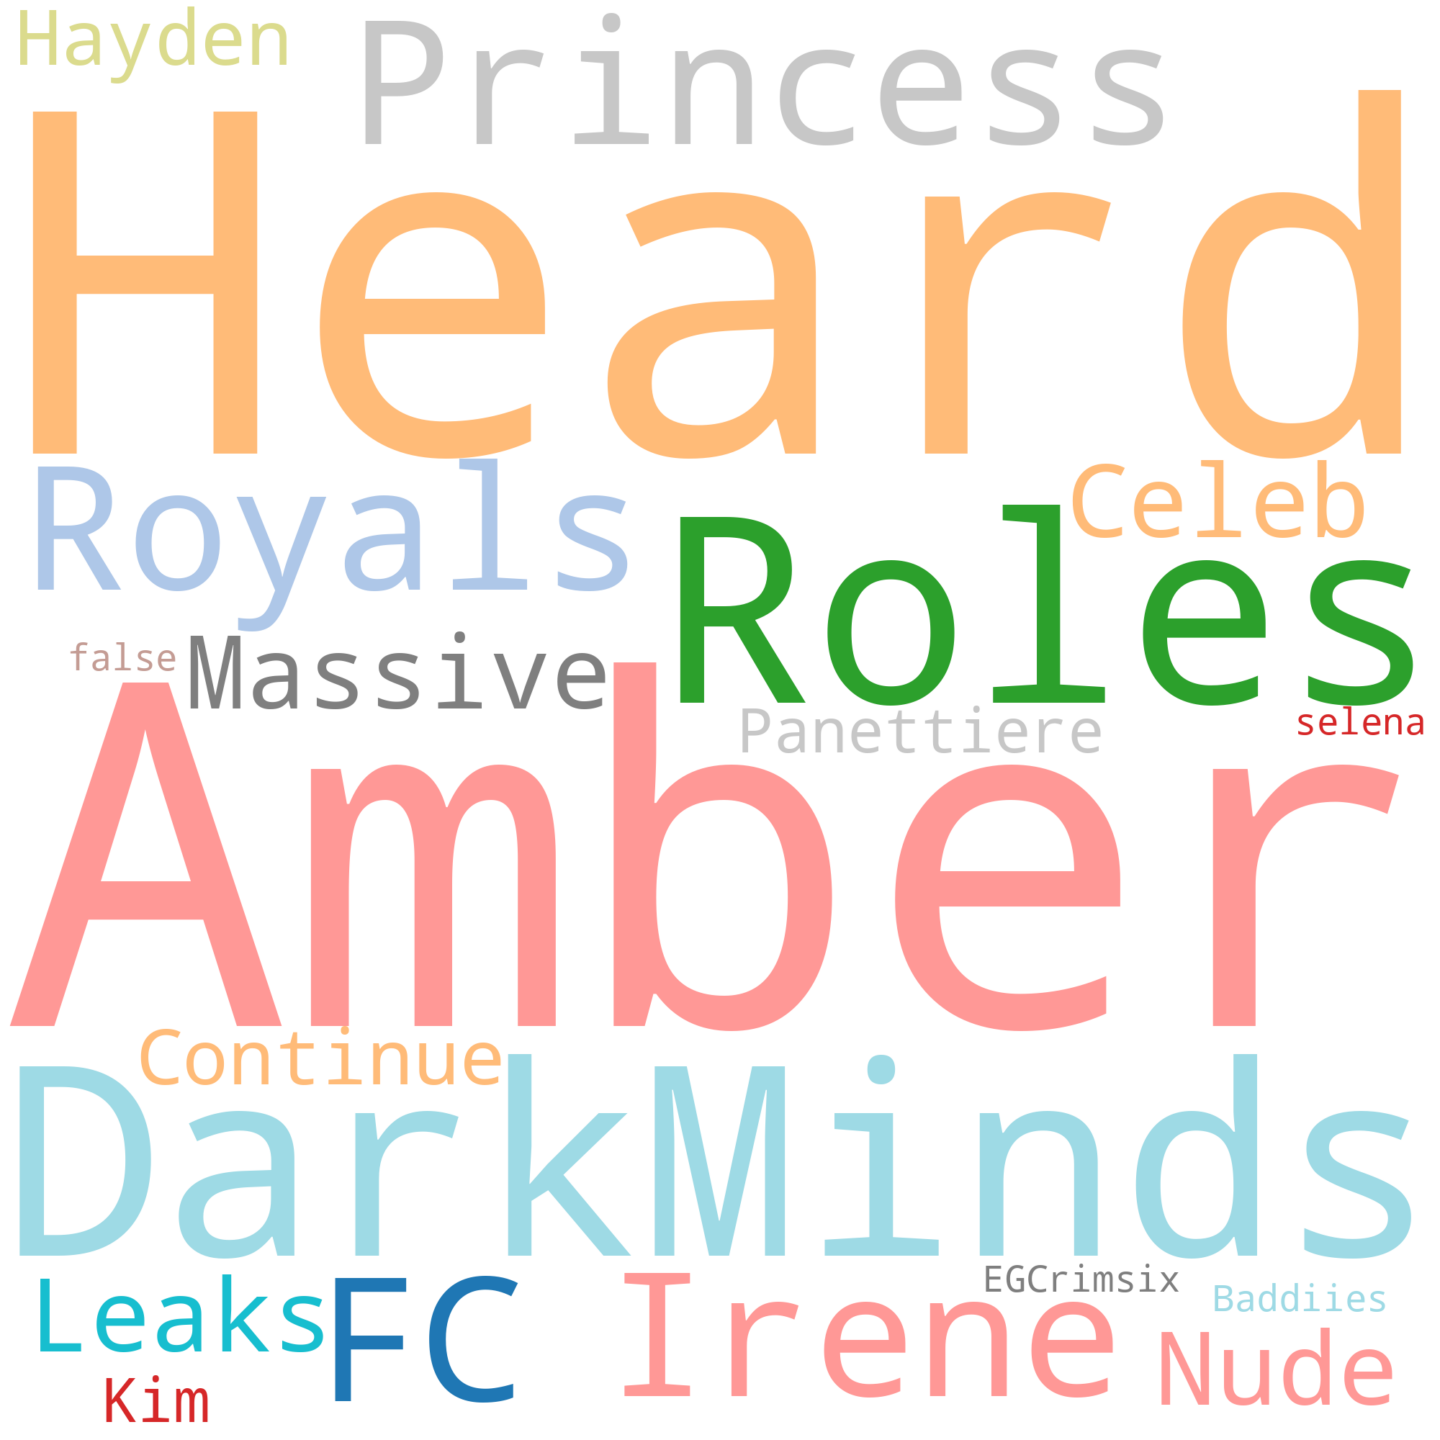 Hayden
Princess
Heard
Royals
Celeb
Roles
false
Massive
Panettiere
selena
Amber
Continue
DarkMinds
Leaks
FC
Irene
EGCrimsix
Baddiies
Nude
Kim